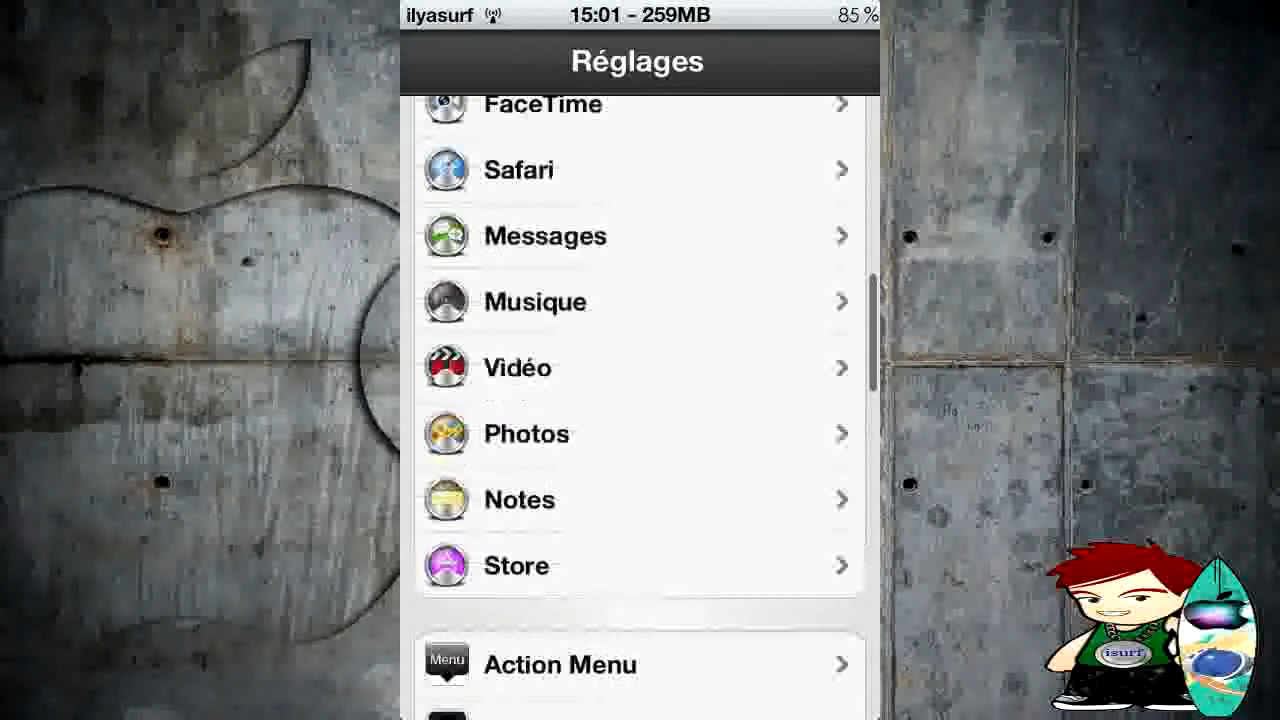 ilyasurf 15:01 - 259MB 85 %
Réglages
FaceTime
Safari
Messages
Musique
Vidéo
Photos
Notes
Store
Menu Action Menu
isurf